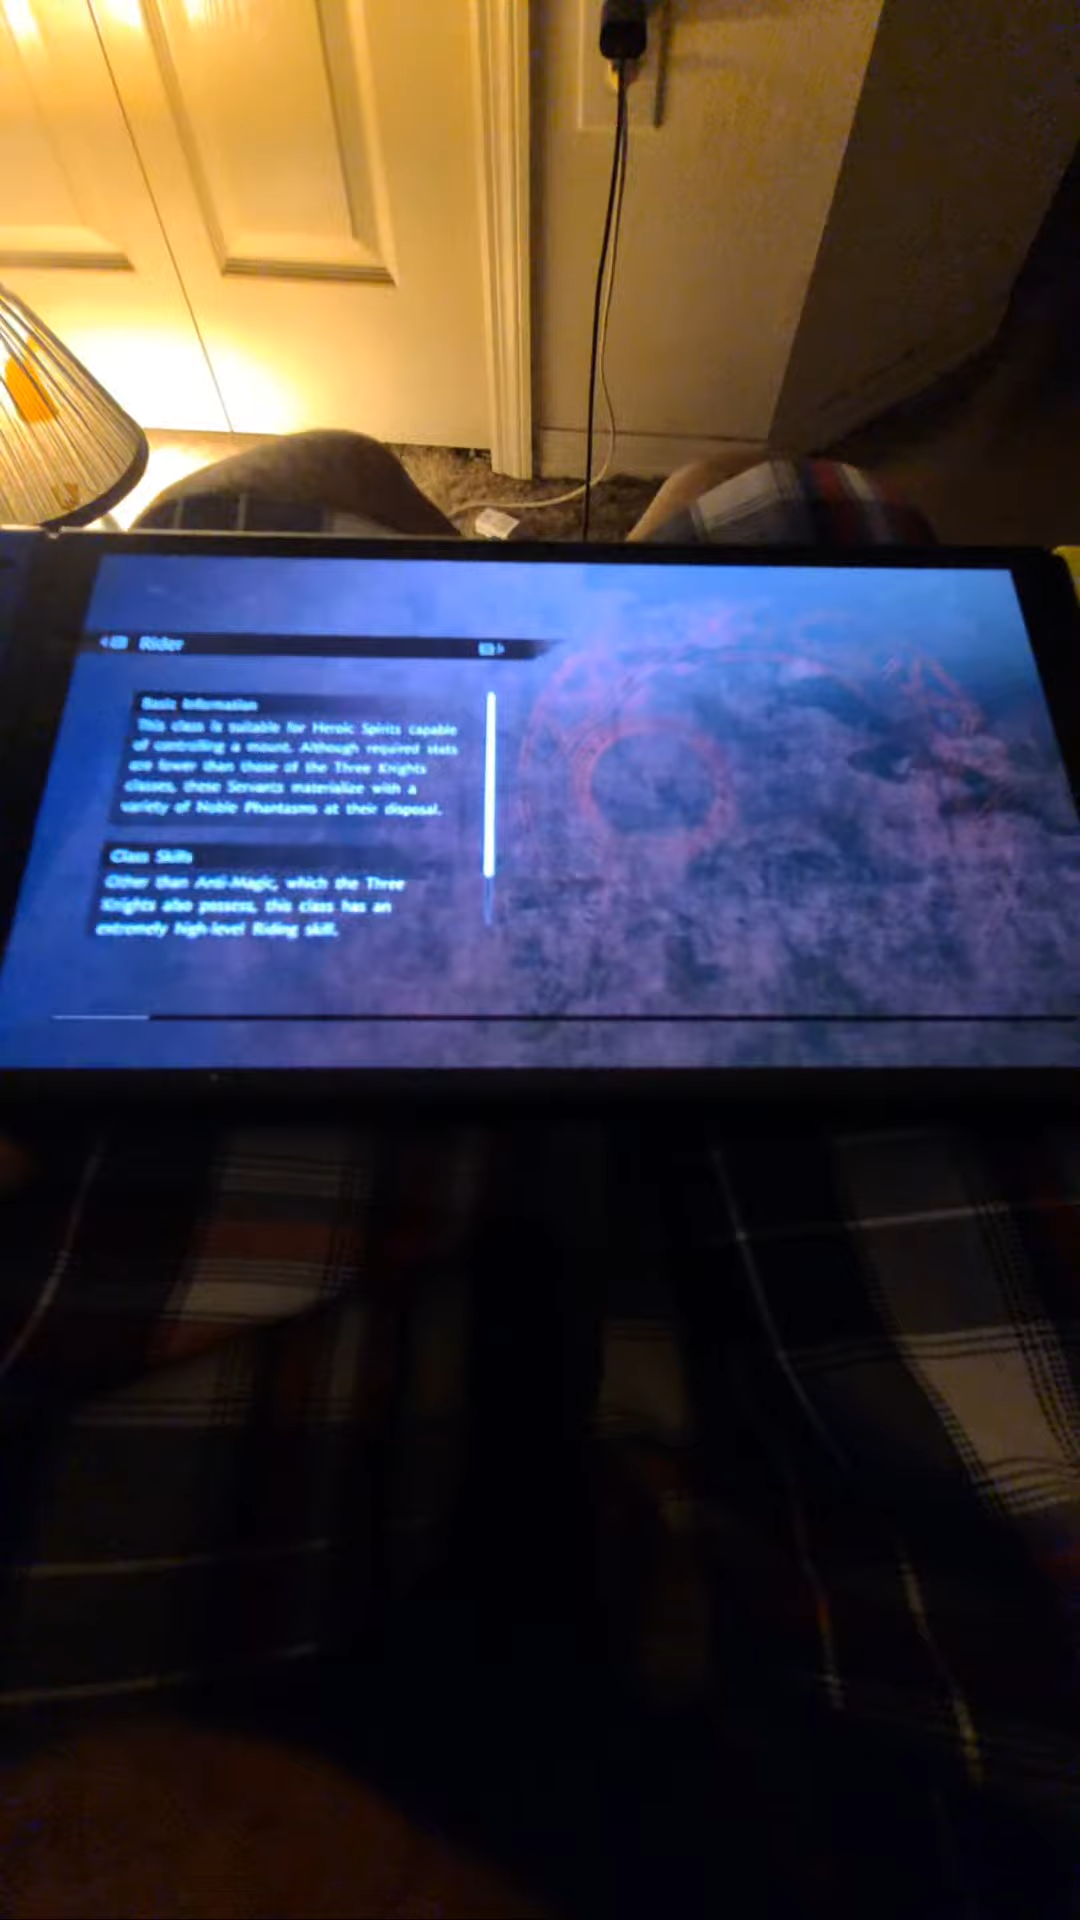 Rider
Basic Information
This class is suitable for Heroic Spirits capable
of controlling a mount. Although required stats
are lower than those of the Three Knights
classes, these Servants materialize with a
variety of Noble Phantasms at their disposal.
Class Skills
Other than Anti-Magic, which the Three
Knights also possess, this class has an
extremely high-level Riding skill.